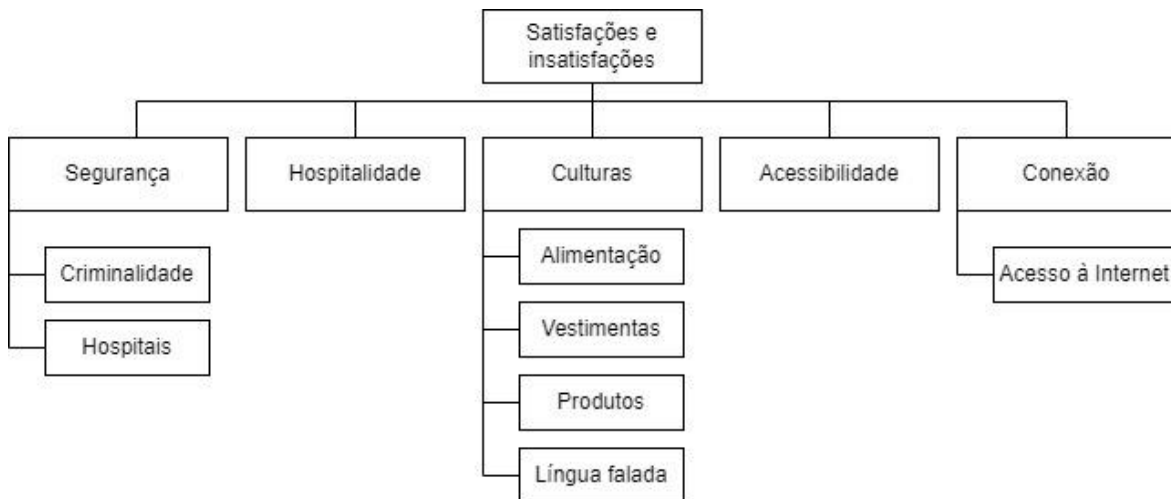 Satisfações e
insatisfações
Segurança
Hospitalidade
Culturas
Acessibilidade
Conexão
Criminalidade
Hospitais
Alimentação
Vestimentas
Produtos
Língua falada
Acesso à Internet